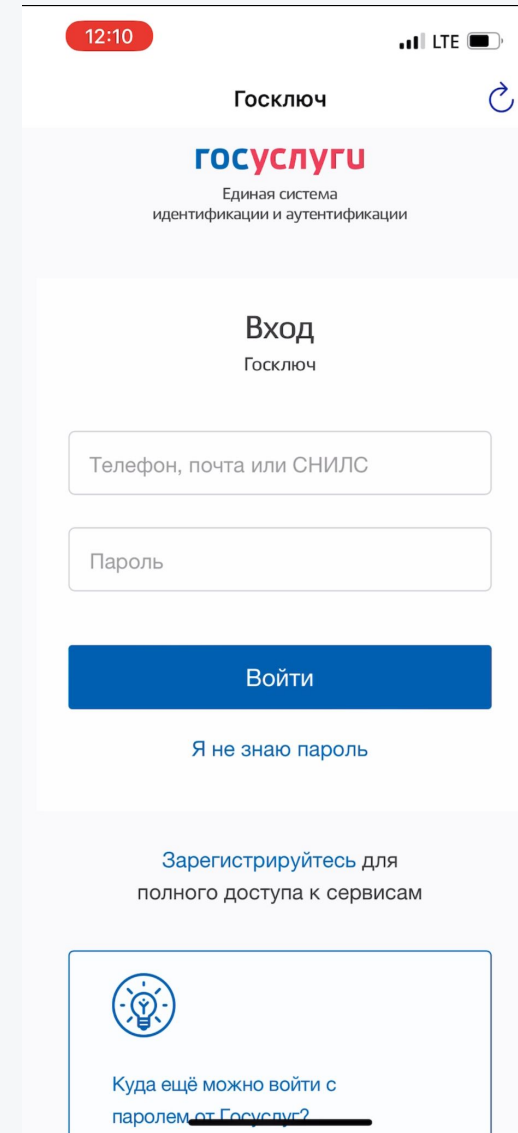 12:10
LTE
Госключ
госуслуги
Единая система
идентификации и аутентификации
Вход
Госключ
Телефон, почта или СНИЛС
Пароль
Войти
Я не знаю пароль
Зарегистрируйтесь для
полного доступа к сервисам
Куда ещё можно войти с
паролем от Госуслуг?